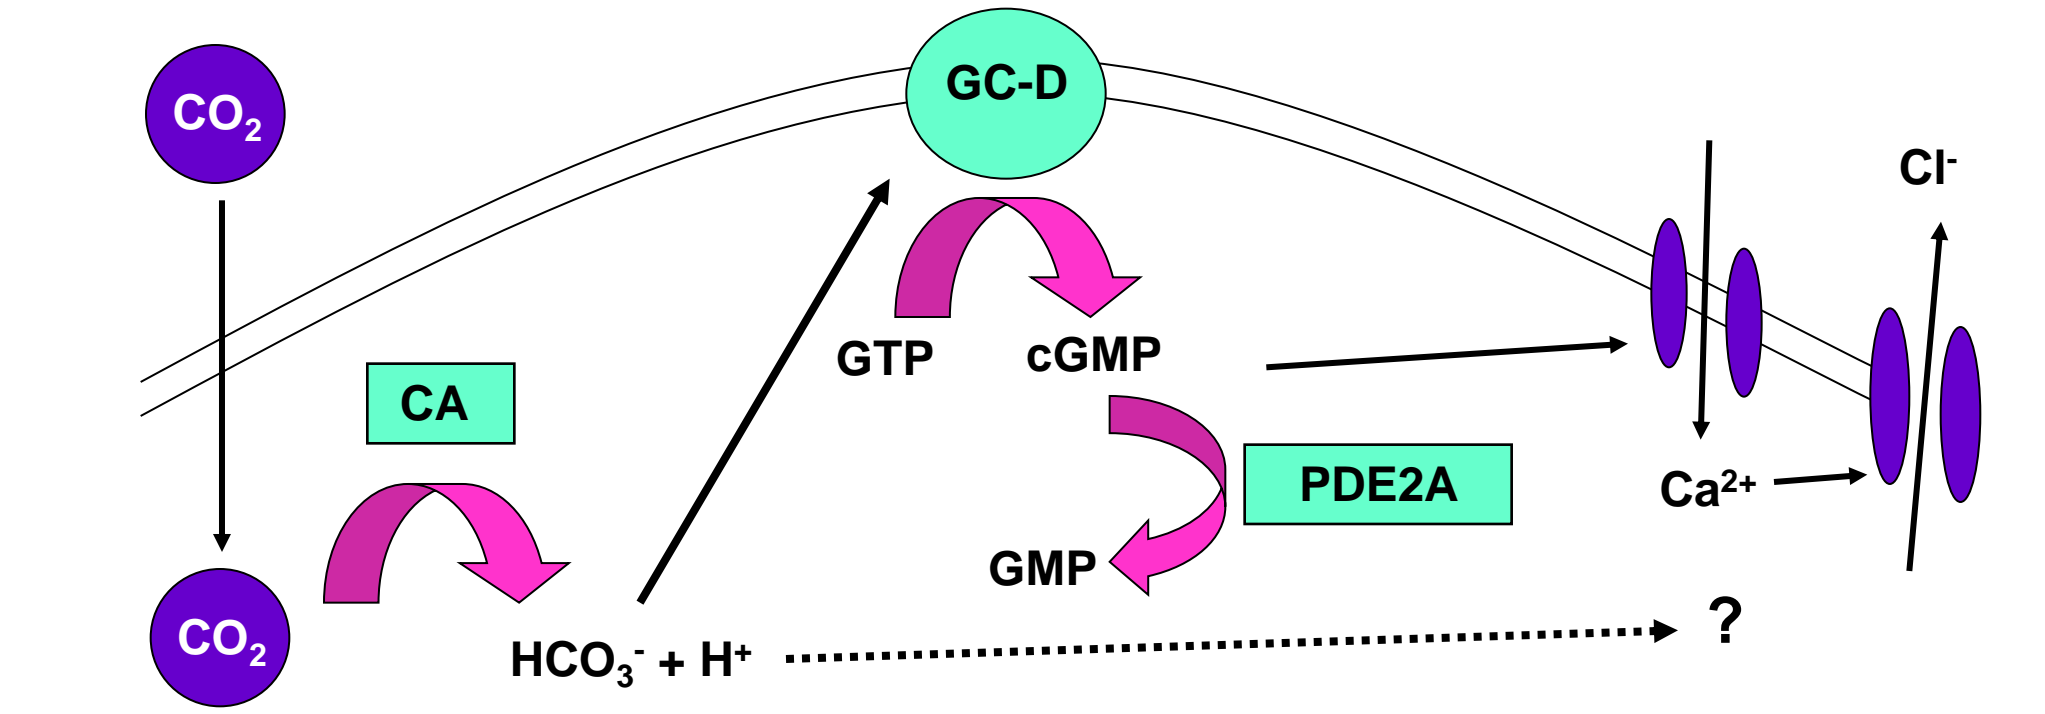 CO₂
GC-D
Cl⁻
GTP
cGMP
CA
PDE2A
Ca²⁺
GMP
?
CO₂
HCO₃⁻ + H⁺